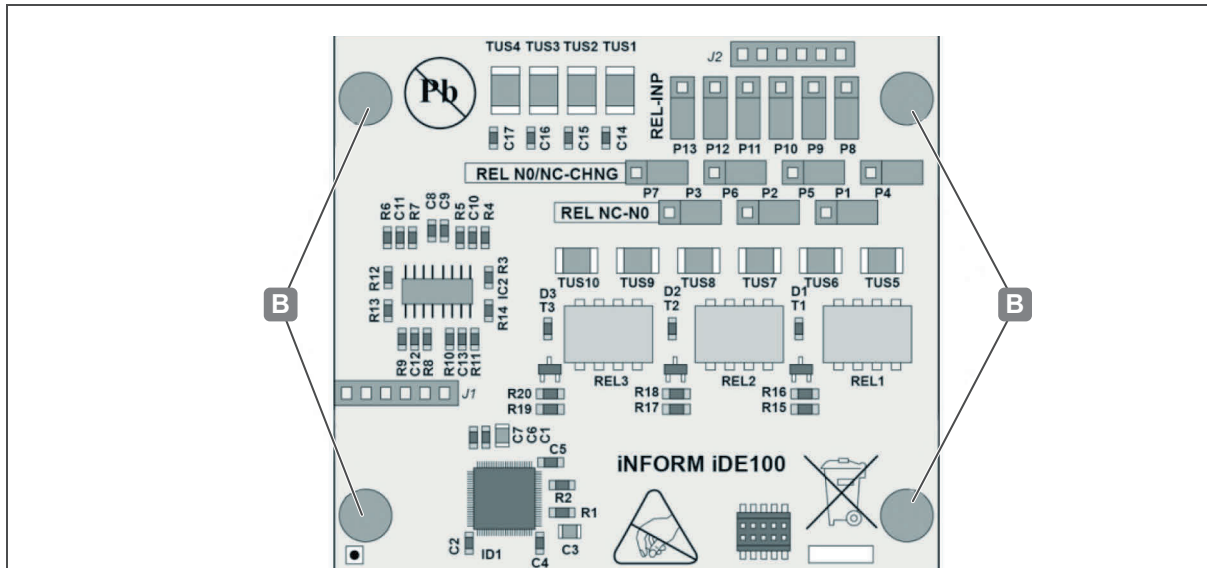 TUS4 TUS3 TUS2 TUS1
J2
Pb
REL-INP
C17 C16 C15 C14
P13 P12 P11 P10 P9 P8
REL N0/NC-CHNG
P7 P3 P6 P2 P5 P1 P4
REL NC-N0
R6 C11 R7 C8 C9 R5 C10 R4
TUS10 TUS9 TUS8 TUS7 TUS6 TUS5
R12 IC2 R3
R13 R14
D3 D2 D1
T3 T2 T1
B B
R9 C12 R8 R10 C13 R11
REL3 REL2 REL1
J1
R20 R18 R16
R19 R17 R15
C7 C6 C1
C5
iNFORM iDE100
R2
R1
C2 ID1 C4 C3
B B